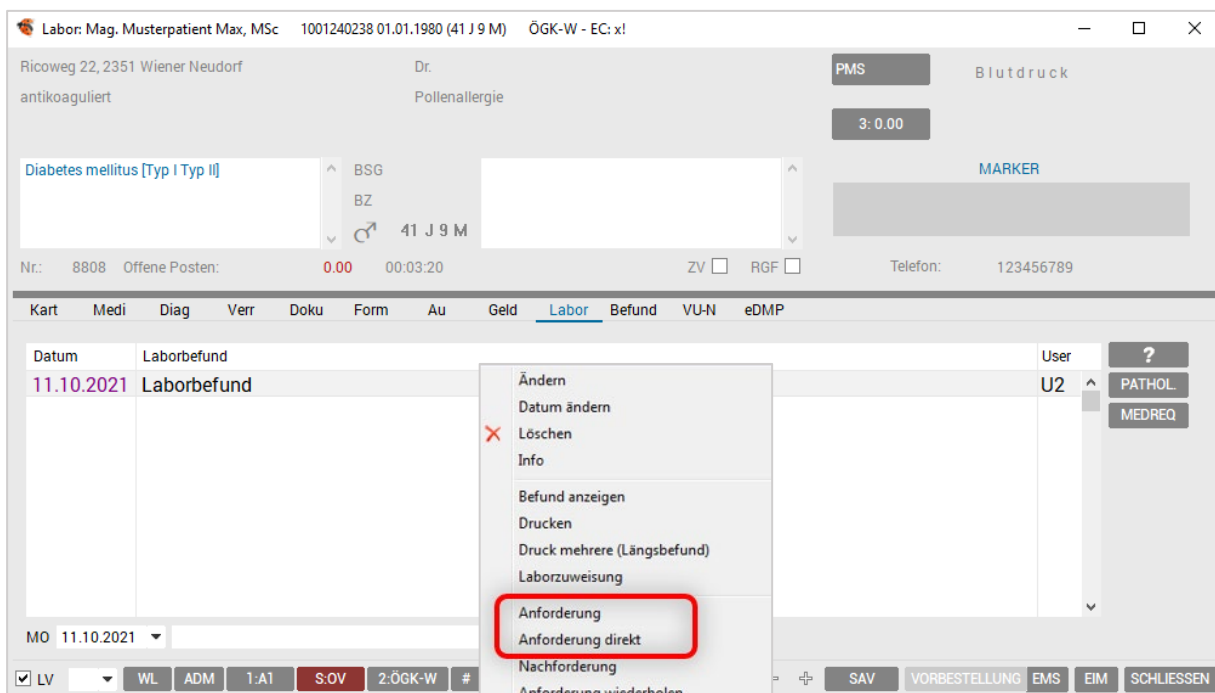 Labor: Mag. Musterpatient Max, MSc 1001240238 01.01.1980 (41 J 9 M) ÖGK-W - EC: x!
Ricoweg 22, 2351 Wiener Neudorf Dr. PMS Blutdruck
antikoaguliert Pollenallergie
3: 0.00
Diabetes mellitus [Typ I Typ II] BSG MARKER
BZ
41 J 9 M
Nr.: 8808 Offene Posten: 0.00 00:03:20 ZV RGF Telefon: 123456789
Kart Medi Diag Verr Doku Form Au Geld Labor Befund VU-N eDMP
Datum Laborbefund User ?
11.10.2021 Laborbefund U2 PATHOL.
MEDREQ
Ändern
Datum ändern
Löschen
Info
Befund anzeigen
Drucken
Druck mehrere (Längsbefund)
Laborzuweisung
Anforderung
Anforderung direkt
Nachforderung
Anforderung wiederholen
MO 11.10.2021
LV WL ADM 1:A1 S:OV 2:ÖGK-W # SAV VORBESTELLUNG EMS EIM SCHLIESSEN